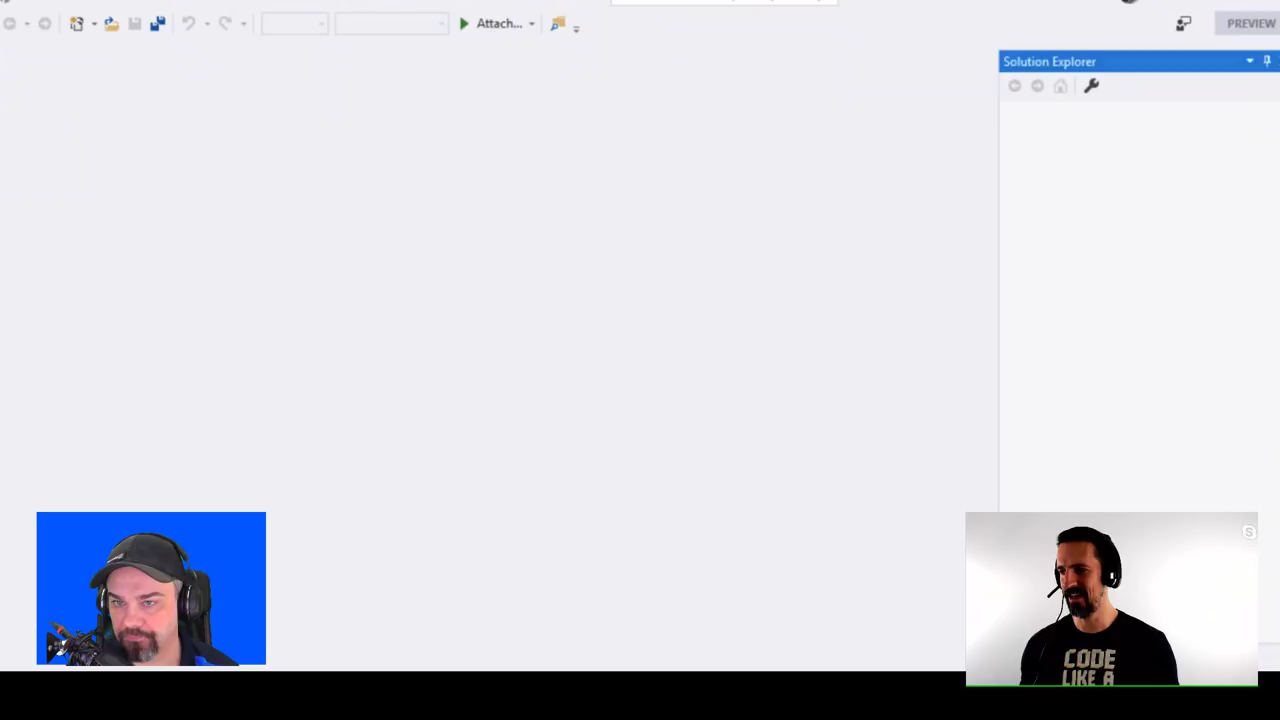 Attach...
PREVIEW
Solution Explorer
S
CODE
LIKE A